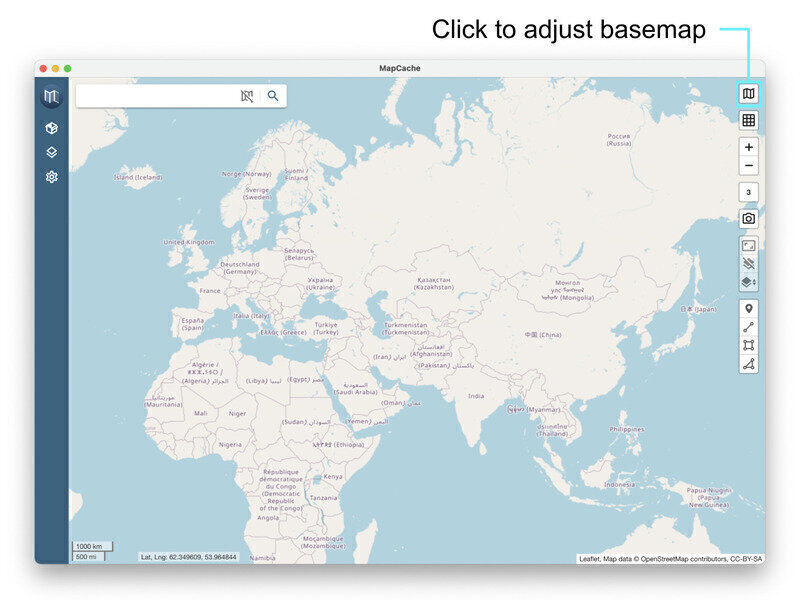 Click to adjust basemap
MapCache
Россия
(Russia)
Ísland (Iceland)
Norge (Norway)
Suomi /
Finland
Sverige
(Sweden)
3
United Kingdom
Беларусь
(Belarus)
Deutschland
(Germany)
Україна
(Ukraine)
France
Қазақстан
(Kazakhstan)
Монгол
(Mongolia)
日本 (Japan)
España
(Spain)
Italia (Italy)
Ελλάς (Greece)
Türkiye
(Turkey)
Turkmenistan
(Turkmenistan)
中国 (China)
افغانستان
(Afghanistan)
(Iran) ایران
(Pakistan) پاکستان
Algérie /
(Algeria) الجزائر
(Libya) ليبيا
(Egypt) مصر
السعودية
(Saudi Arabia)
(Oman) عمان
India
(Myanmar)
موريتانيا
(Mauritania)
Mali
Niger
(Sudan) السودان
(Yemen) اليمن
ประเทศไทย
(Thailand)
Philippines
Nigeria
(Ethiopia)
République
démocratique
du Congo
(Democratic
Republic
of the Congo)
Kenya
Tanzania
Indonesia
Papua Niugini
(Papua
New Guinea)
Angola
Moçambique
(Mozambique)
Namibia
1000 km
500 mi
Lat, Lng: 62.349609, 53.964844
Leaflet, Map data © OpenStreetMap contributors, CC-BY-SA